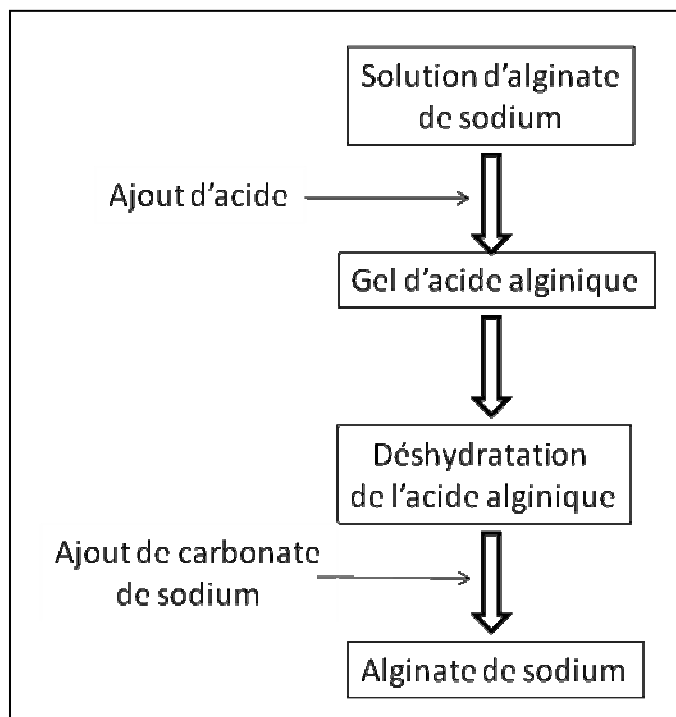 Solution d'alginate
de sodium
Ajout d'acide
Gel d'acide alginique
Déshydratation
de l'acide alginique
Ajout de carbonate
de sodium
Alginate de sodium